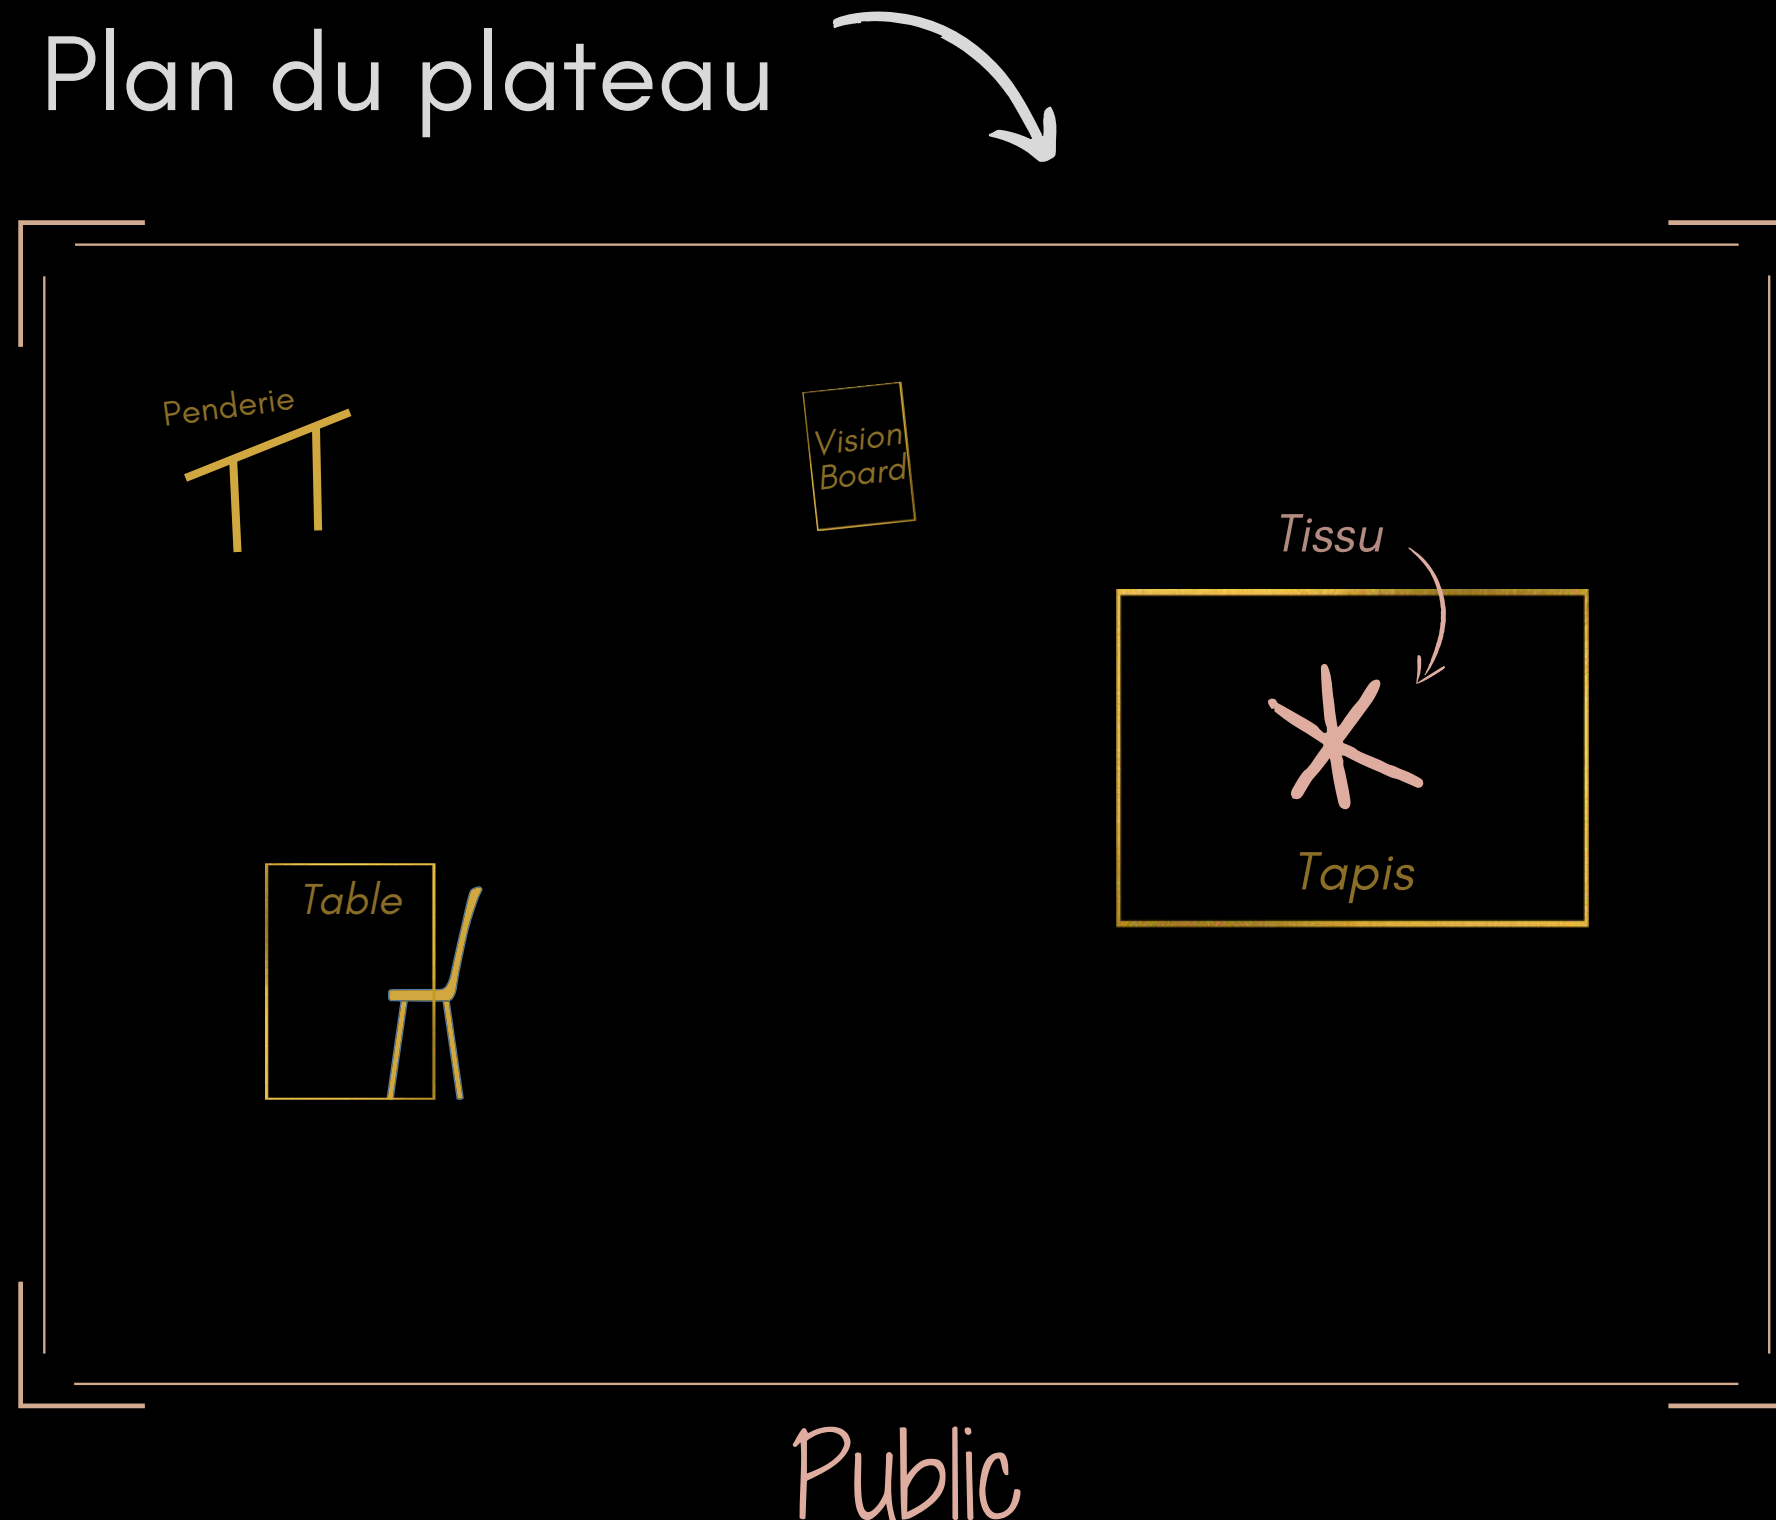 Plan du plateau
Penderie
Vision
Board
Tissu
Tapis
Table
Public